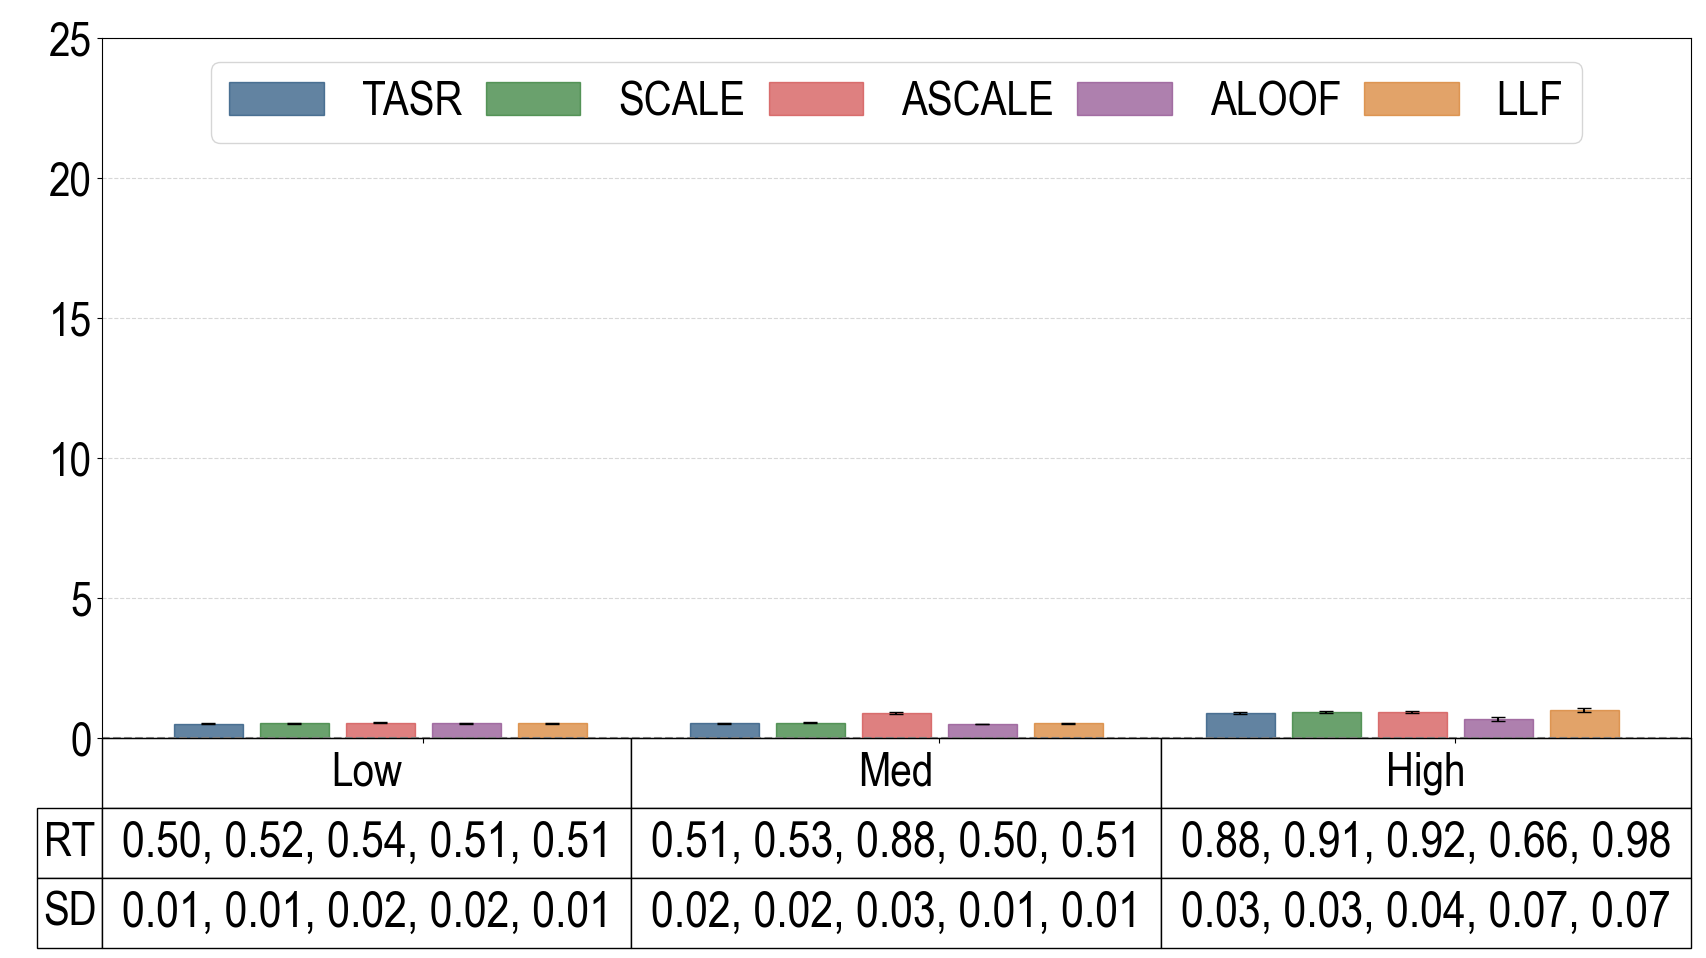 25
TASR SCALE ASCALE ALOOF LLF
20
15
10
5
0
Low Med High
RT 0.50, 0.52, 0.54, 0.51, 0.51 0.51, 0.53, 0.88, 0.50, 0.51 0.88, 0.91, 0.92, 0.66, 0.98
SD 0.01, 0.01, 0.02, 0.02, 0.01 0.02, 0.02, 0.03, 0.01, 0.01 0.03, 0.03, 0.04, 0.07, 0.07